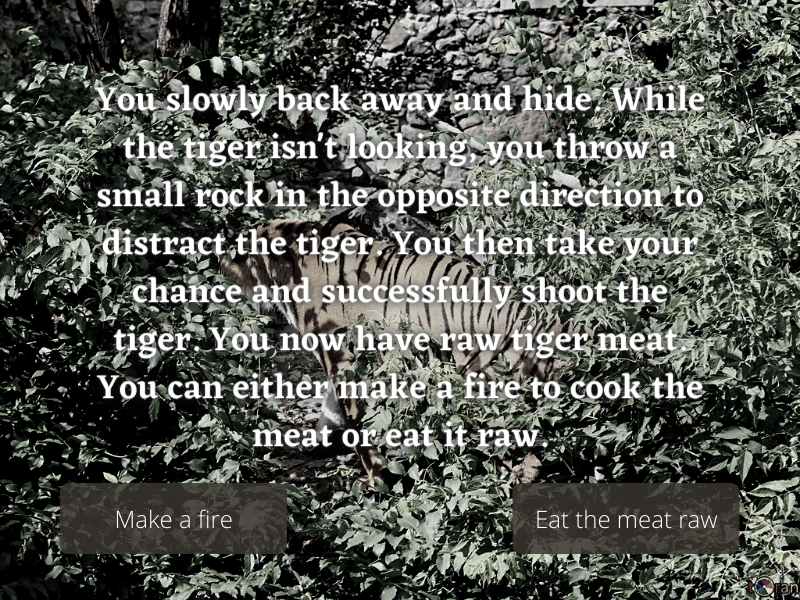 You slowly back away and hide. While
the tiger isn't looking, you throw a
small rock in the opposite direction to
distract the tiger. You then take your
chance and successfully shoot the
tiger. You now have raw tiger meat.
You can either make a fire to cook the
meat or eat it raw.
Make a fire
Eat the meat raw